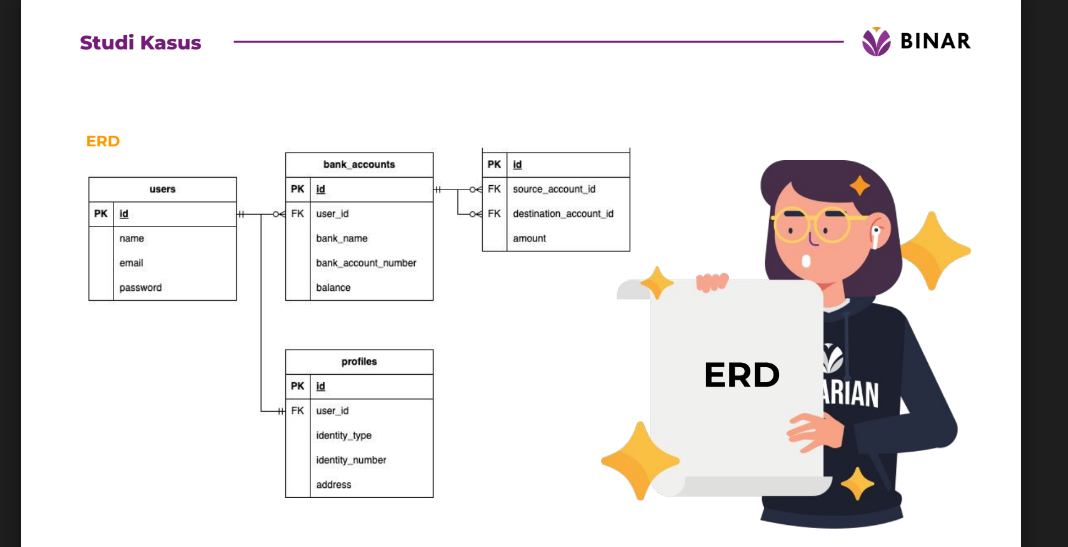 Studi Kasus
BINAR
ERD
users
PK id
name
email
password
bank_accounts
PK id
FK user_id
bank_name
bank_account_number
balance
PK id
FK source_account_id
FK destination_account_id
amount
profiles
PK id
FK user_id
identity_type
identity_number
address
ERD
ARIAN